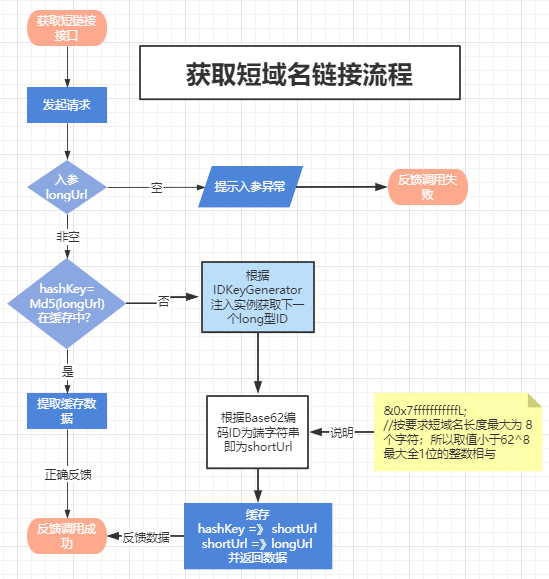 获取短链接
接口
获取短域名链接流程
发起请求
入参
longUrl
空
提示入参异常
反馈调用失
败
非空
hashKey=
Md5(longUrl)
在缓存中?
否
根据
IDKeyGenerator
注入实例获取下一
个long型ID
是
提取缓存数
据
根据Base62编
码ID为端字符串
即为shortUrl
说明
&0x7fffffffffffL;
//按要求短域名长度最大为 8
个字符；所以取值小于62^8
最大全1位的整数相与
正确反馈
缓存
hashKey =》 shortUrl
shortUrl =》longUrl
并返回数据
反馈数据
反馈调用成
功